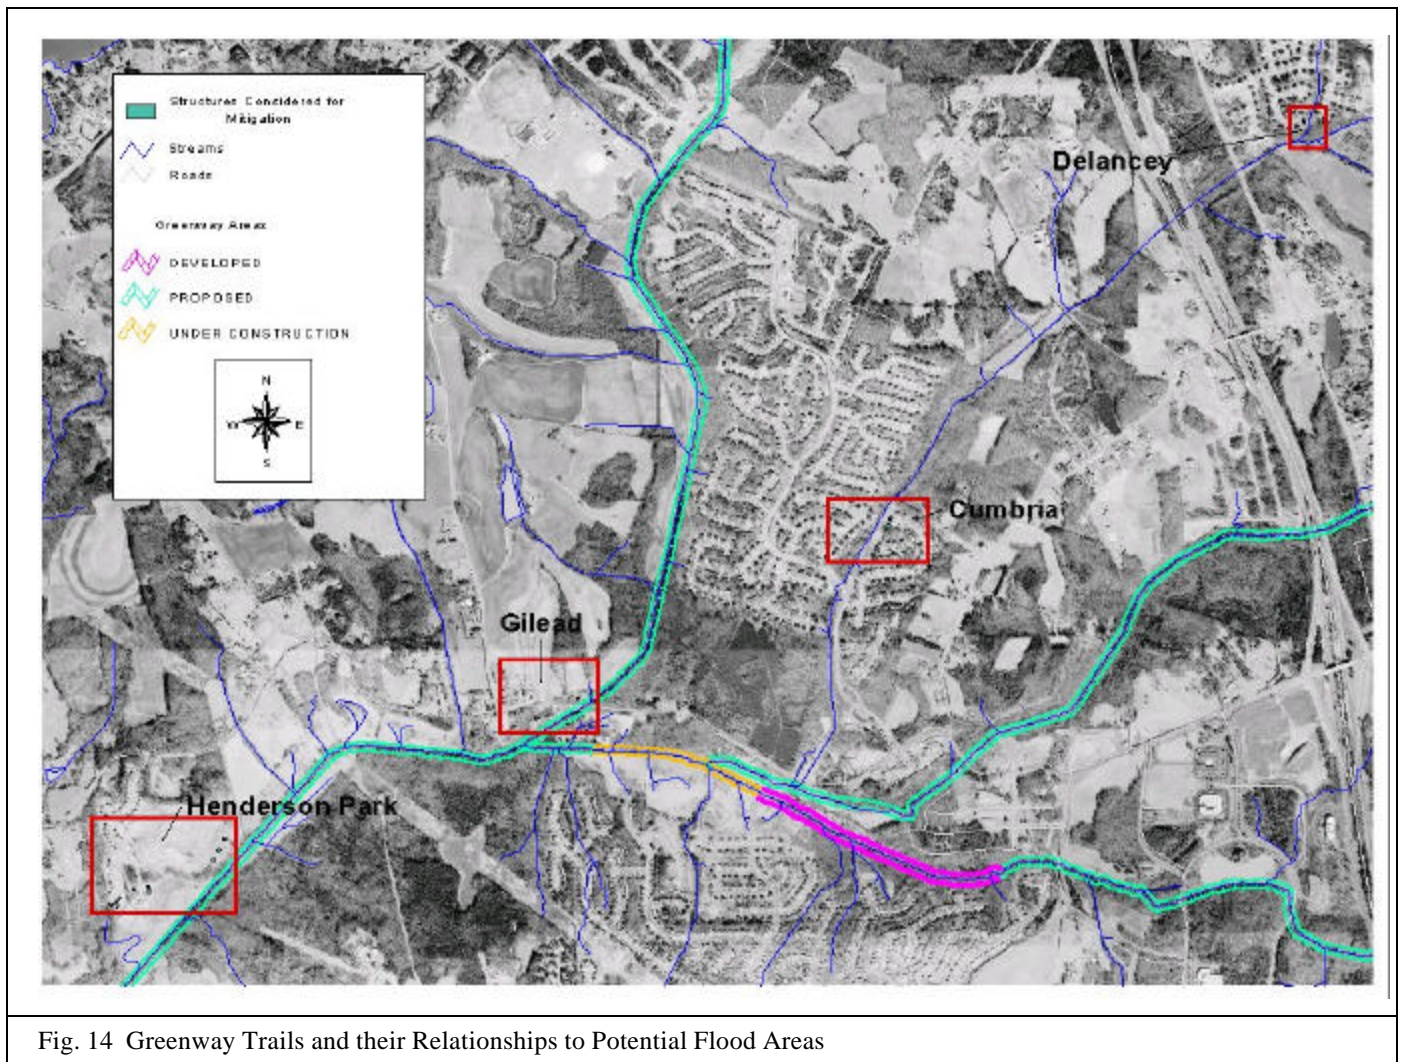 Structures Considered for
Mitigation
Streams
Roads
Greenway Areas
DEVELOPED
PROPOSED
UNDER CONSTRUCTION
N
W E
S
Delancey
Cumbria
Gilead
Henderson Park
Fig. 14 Greenway Trails and their Relationships to Potential Flood Areas